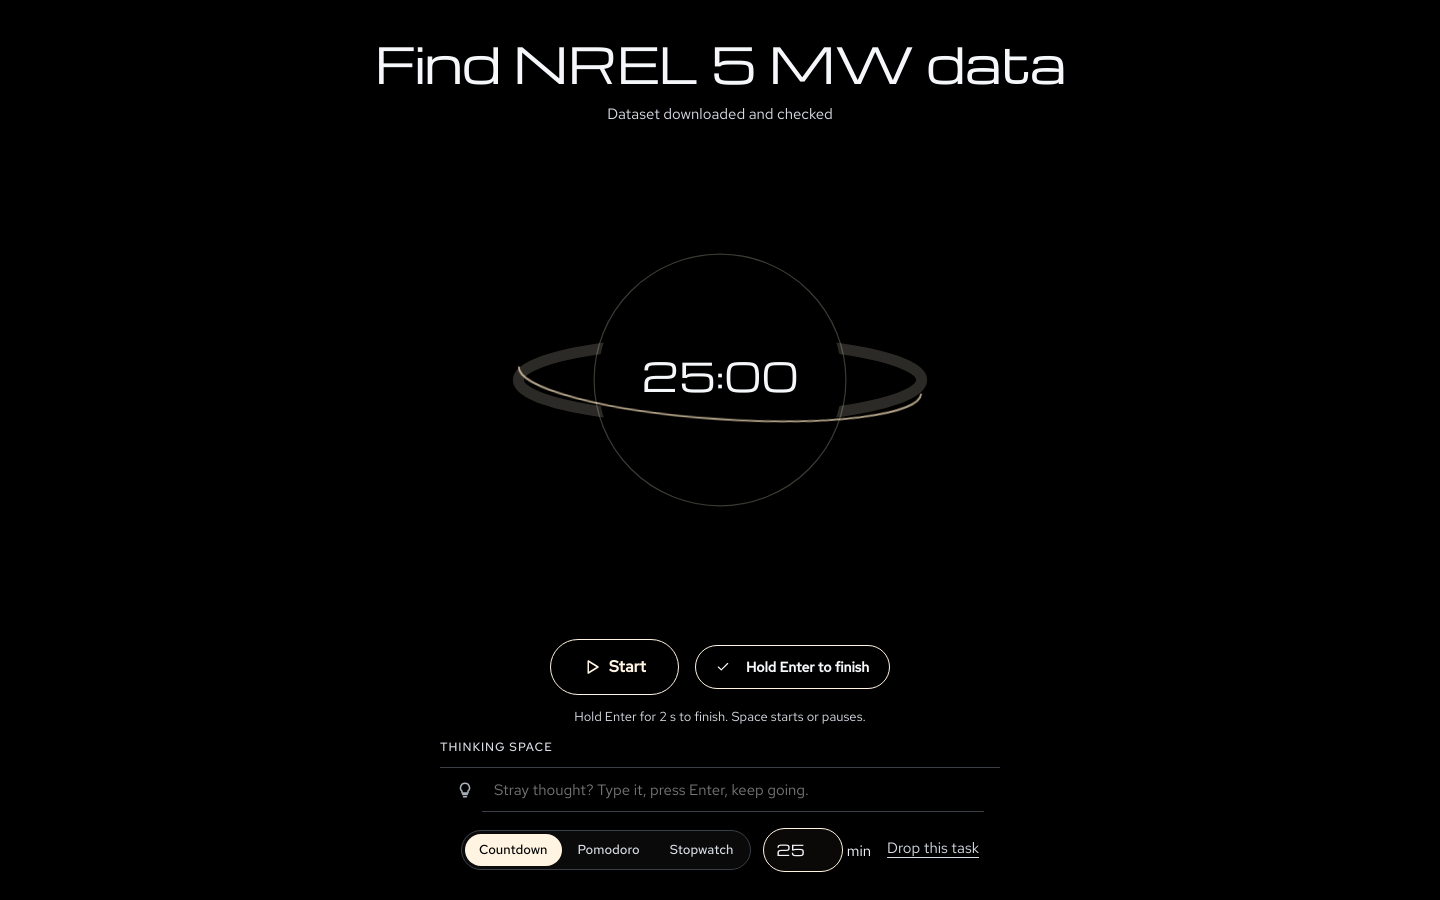 Find NREL 5 MW data
Dataset downloaded and checked
25:00
Start
Hold Enter to finish
Hold Enter for 2 s to finish. Space starts or pauses.
THINKING SPACE
Stray thought? Type it, press Enter, keep going.
Countdown Pomodoro Stopwatch 25 min Drop this task